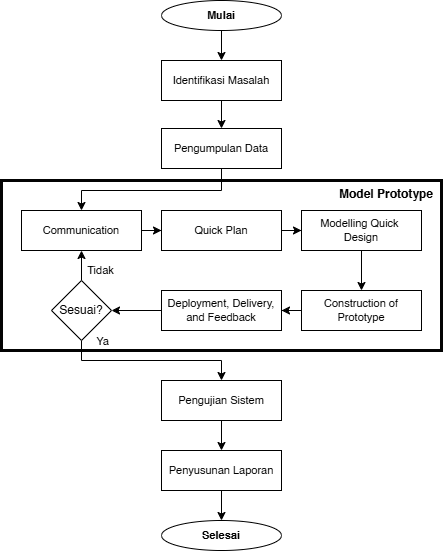 Mulai
Identifikasi Masalah
Pengumpulan Data
Model Prototype
Communication
Quick Plan
Modelling Quick
Design
Construction of
Prototype
Deployment, Delivery,
and Feedback
Sesuai?
Tidak
Ya
Pengujian Sistem
Penyusunan Laporan
Selesai